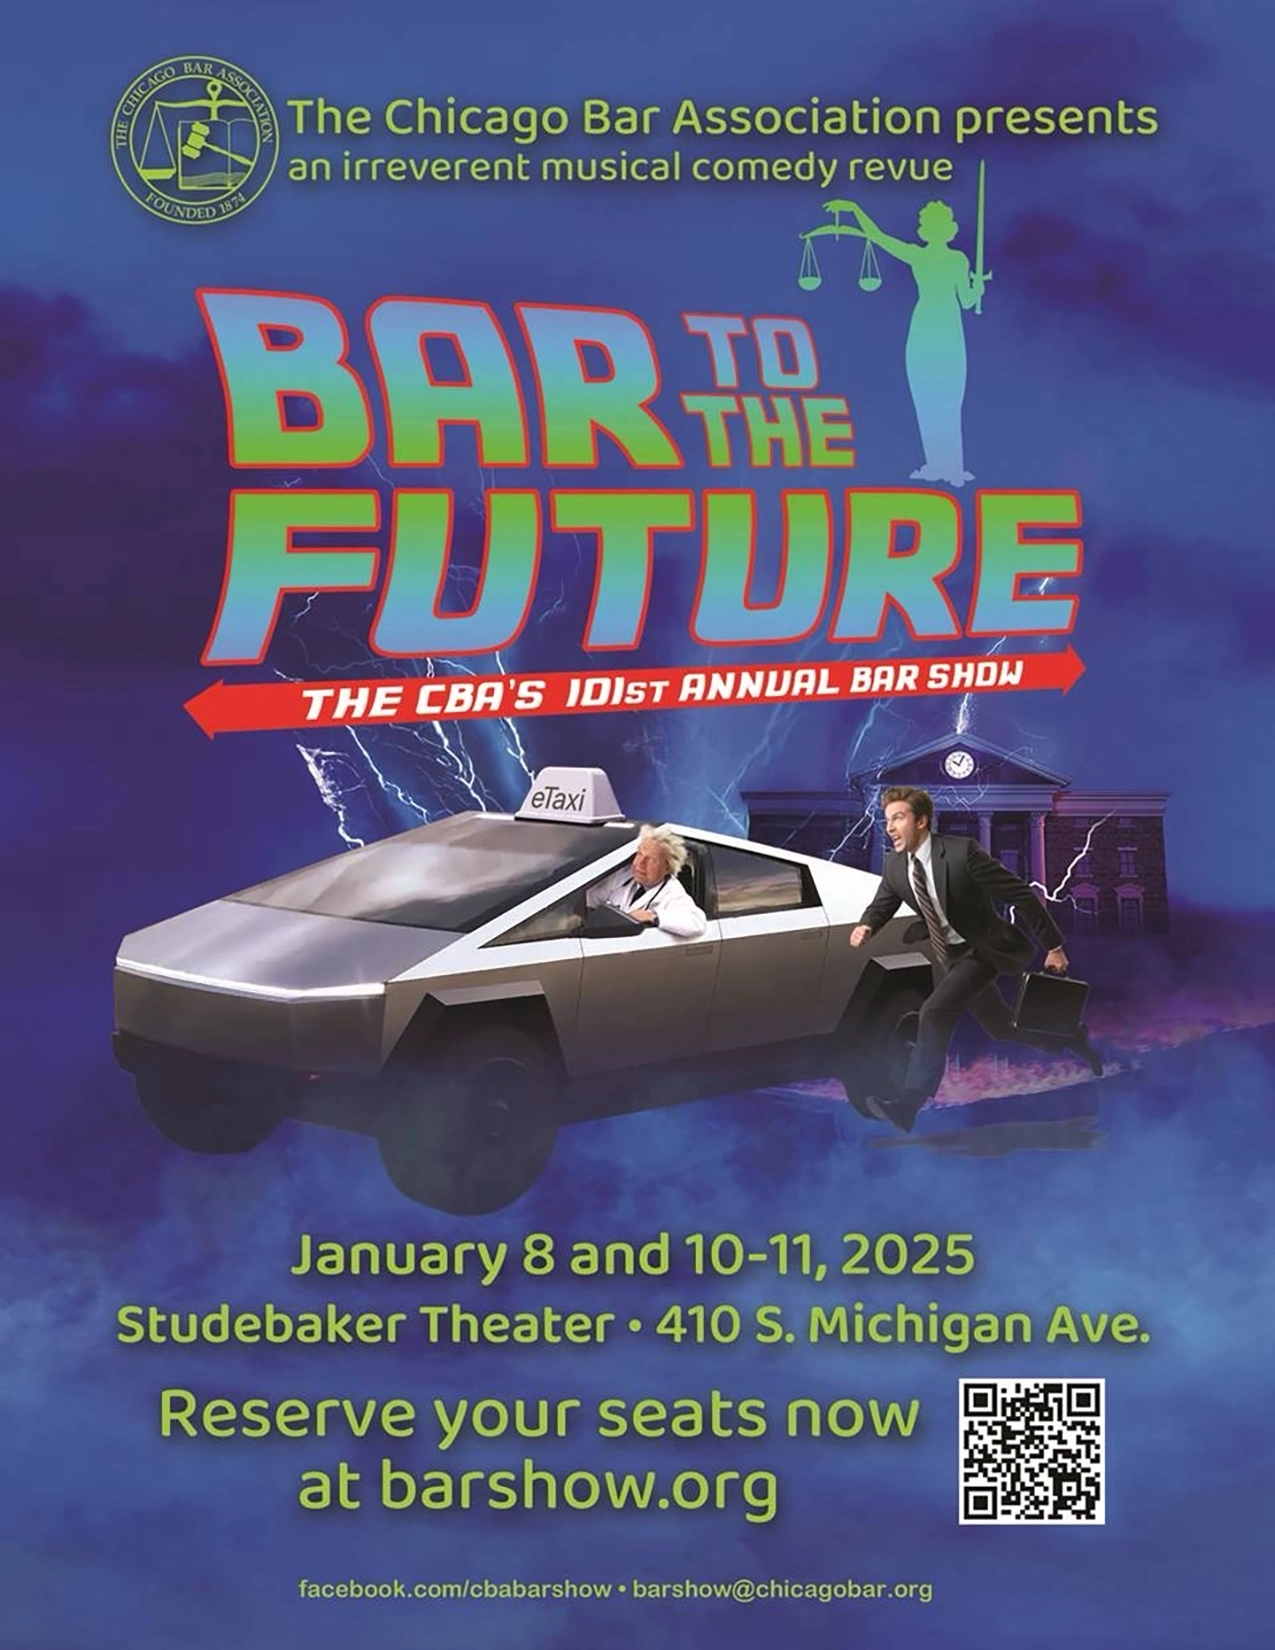 THE CHICAGO BAR ASSOCIATION
FOUNDED 1874
The Chicago Bar Association presents
an irreverent musical comedy revue
BAR TO
THE
FUTURE
THE CBA'S 101ST ANNUAL BAR SHOW
eTaxi
January 8 and 10-11, 2025
Studebaker Theater • 410 S. Michigan Ave.
Reserve your seats now
at barshow.org
facebook.com/cbabarshow • barshow@chicagobar.org